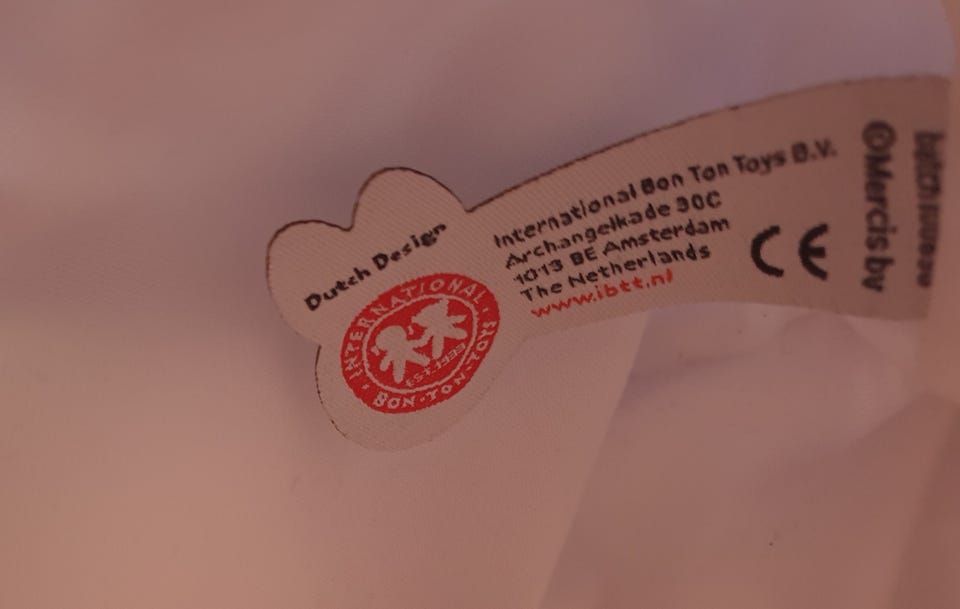 Dutch Design
INTERNATIONAL
BON·TON·TOYS
International Bon Ton Toys B.V.
Archangelkade 30C
1013 BE Amsterdam
The Netherlands
www.ibtt.nl
CE
©Mercis bv
batch